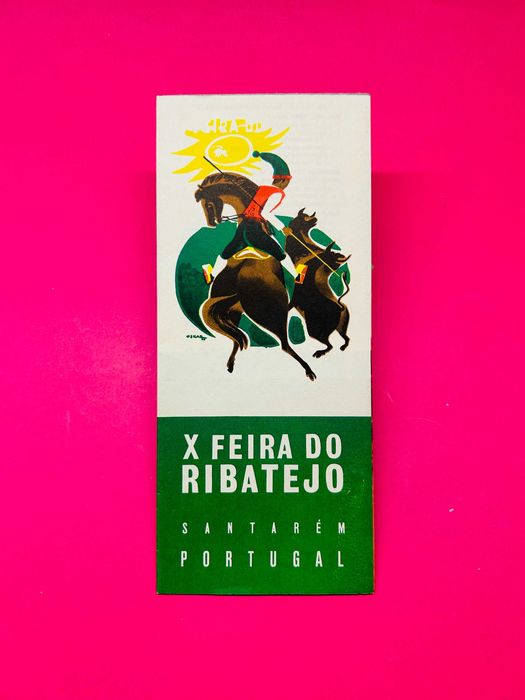 X FEIRA DO
RIBATEJO
SANTARÉM
PORTUGAL